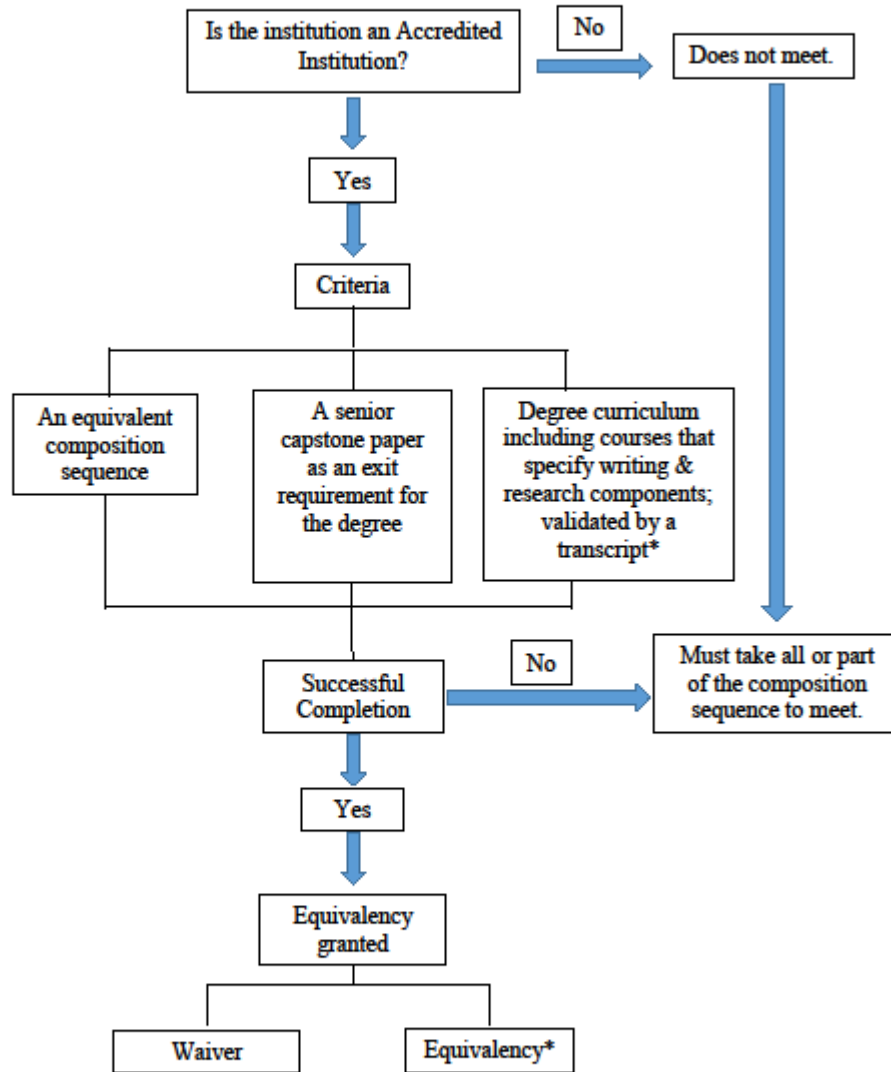 Is the institution an Accredited
Institution?
No
Does not meet.
Yes
Criteria
An equivalent
composition
sequence
A senior
capstone paper
as an exit
requirement for
the degree
Degree curriculum
including courses that
specify writing &
research components;
validated by a
transcript*
Successful
Completion
No
Must take all or part
of the composition
sequence to meet.
Yes
Equivalency
granted
Waiver
Equivalency*